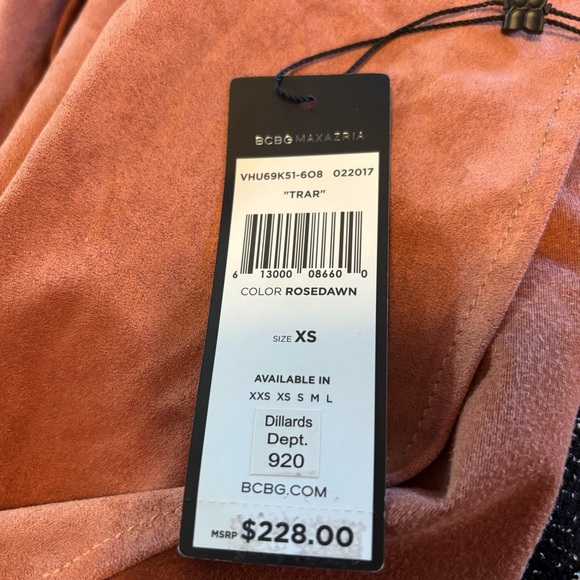 BCBGMAXAZRIA
VHU69K51-608 022017
"TRAR"
6 13000 08660 0
COLOR ROSEDAWN
SIZE XS
AVAILABLE IN
XXS XS S M L
Dillards
Dept.
920
BCBG.COM
MSRP $228.00